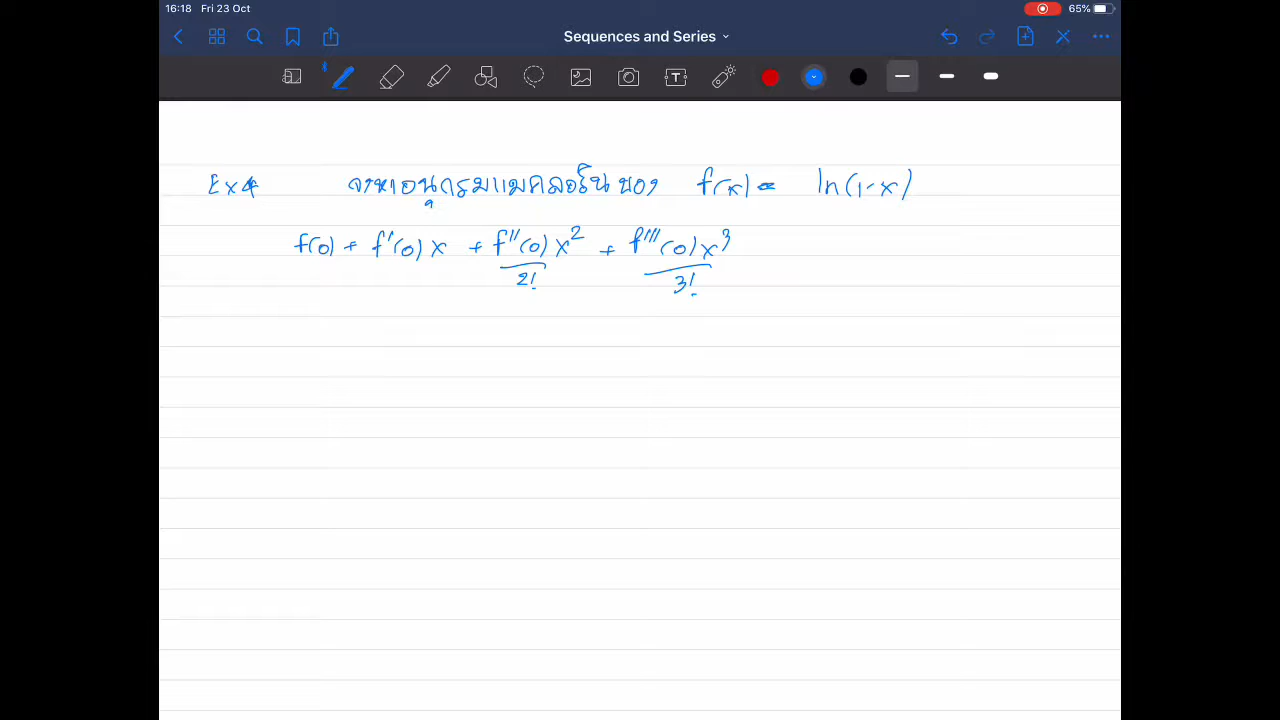 16:18 Fri 23 Oct 65%
Sequences and Series
T
Ex4 จงหาอนุกรมแมคลอรีนของ f(x) = ln(1-x)
f(0) + f'(0)x + f''(0)x² / 2! + f'''(0)x³ / 3!